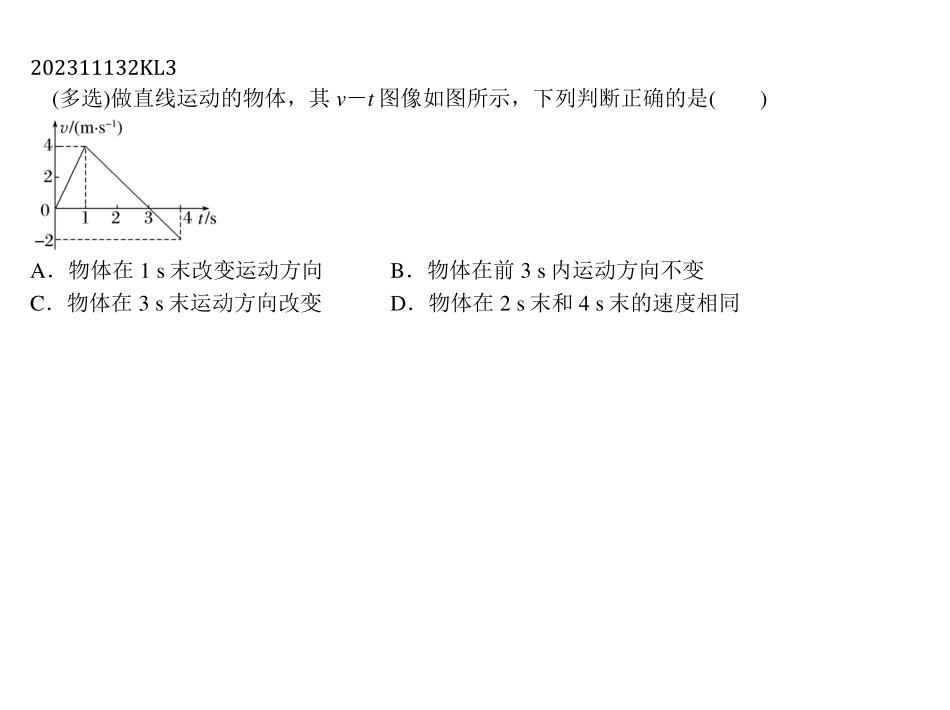 202311132KL3
(多选)做直线运动的物体，其 v－t 图像如图所示，下列判断正确的是(　　)
v/(m·s⁻¹)
4
2
0
1 2 3 4 t/s
−2
A．物体在 1 s 末改变运动方向　　　B．物体在前 3 s 内运动方向不变
C．物体在 3 s 末运动方向改变　　　D．物体在 2 s 末和 4 s 末的速度相同